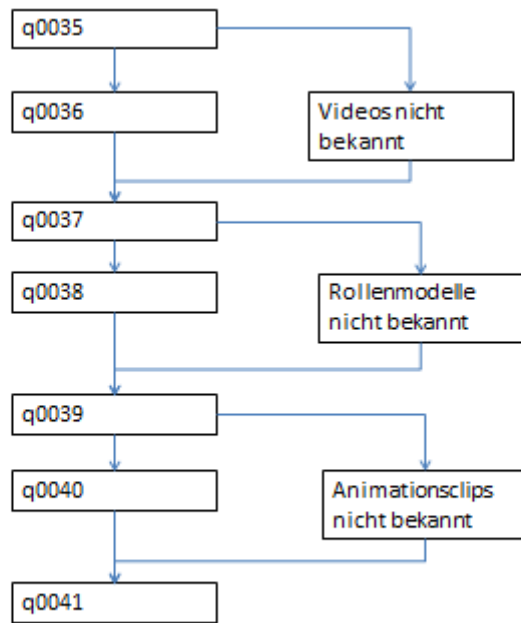 q0035
q0036
Videos nicht
bekannt
q0037
q0038
Rollenmodelle
nicht bekannt
q0039
q0040
Animationsclips
nicht bekannt
q0041